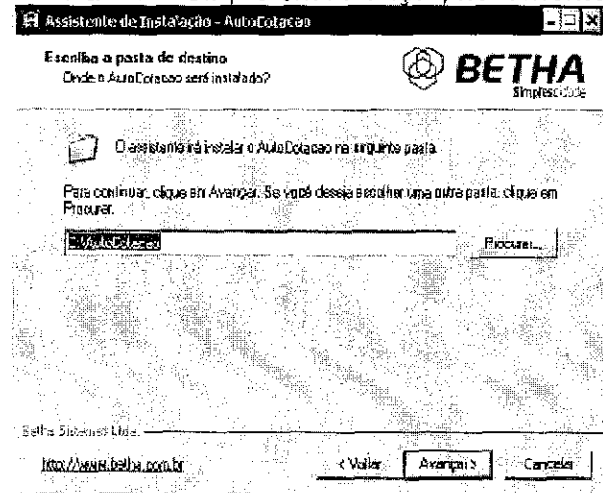 Assistente de Instalação - AutoCotacao
Escolha a pasta de destino
Onde o AutoCotacao será instalado?
BETHA
Simplescidade
O assistente irá instalar o AutoCotacao na seguinte pasta.
Para continuar, clique em Avançar. Se você deseja escolher uma outra pasta, clique em
Procurar.
AutoCotacao
Procurar...
Betha Sistemas Ltda.
http://www.betha.com.br
< Voltar
Avançar >
Cancelar